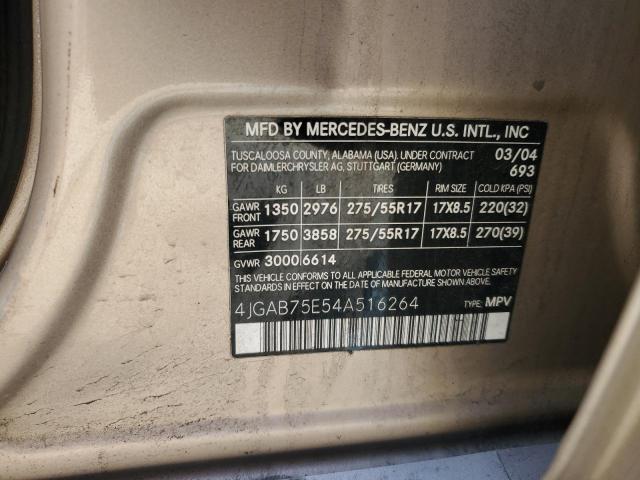 MFD BY MERCEDES-BENZ U.S. INTL., INC
TUSCALOOSA COUNTY, ALABAMA (USA). UNDER CONTRACT 03/04
FOR DAIMLERCHRYSLER AG, STUTTGART (GERMANY) 693
KG LB TIRES RIM SIZE COLD KPA (PSI)
GAWR FRONT 1350 2976 275/55R17 17X8.5 220(32)
GAWR REAR 1750 3858 275/55R17 17X8.5 270(39)
GVWR 3000 6614
THIS VEHICLE CONFORMS TO ALL APPLICABLE FEDERAL MOTOR VEHICLE SAFETY
STANDARDS IN EFFECT ON THE DATE OF MANUFACTURE SHOWN ABOVE.
4JGAB75E54A516264 TYPE: MPV